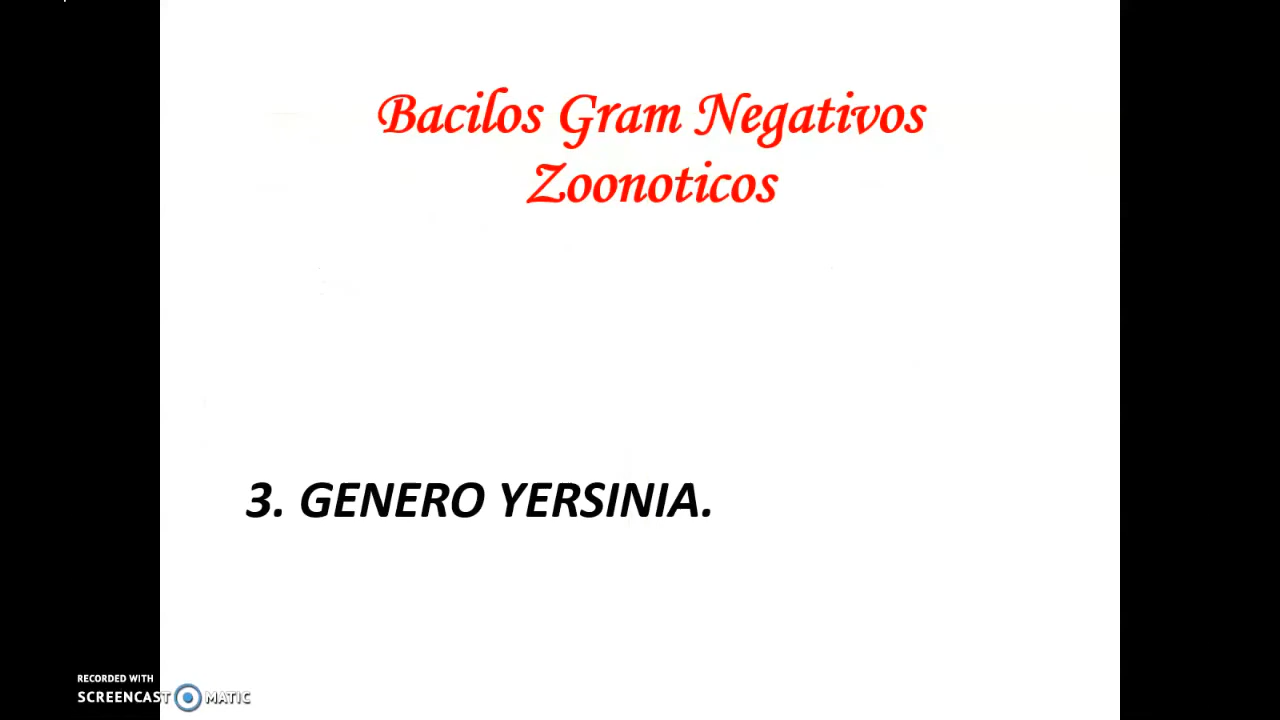 Bacilos Gram Negativos
Zoonoticos
3. GENERO YERSINIA.
RECORDED WITH
SCREENCAST MATIC